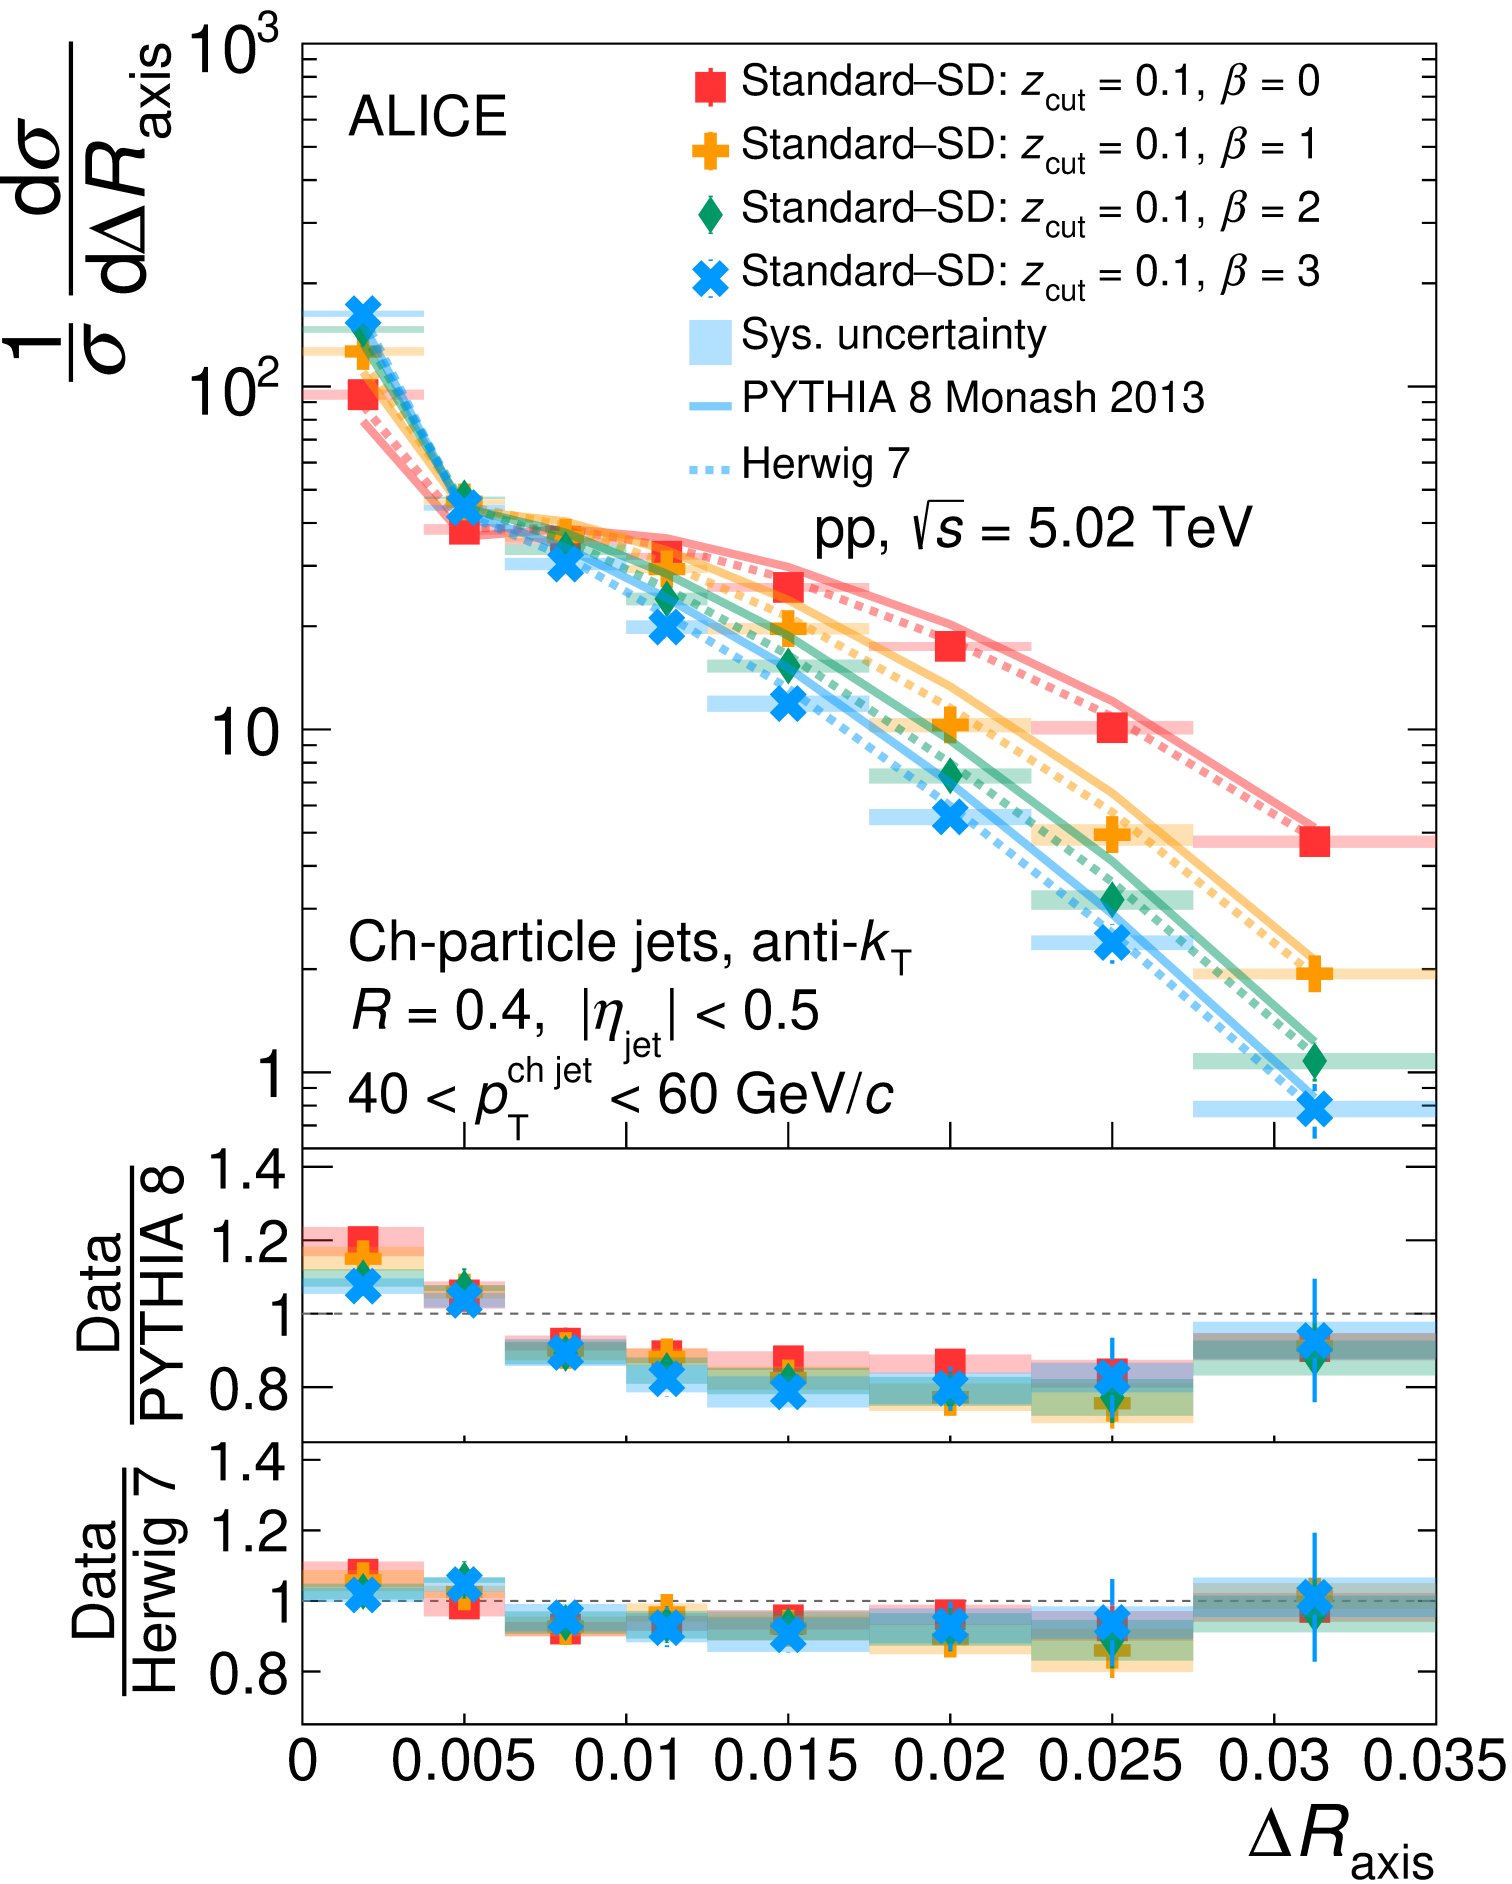 1/σ dσ/dΔR_axis
10^3
10^2
10
1
ALICE
Standard–SD: z_cut = 0.1, β = 0
Standard–SD: z_cut = 0.1, β = 1
Standard–SD: z_cut = 0.1, β = 2
Standard–SD: z_cut = 0.1, β = 3
Sys. uncertainty
PYTHIA 8 Monash 2013
Herwig 7
pp, √s = 5.02 TeV
Ch-particle jets, anti-k_T
R = 0.4, |η_jet| < 0.5
40 < p_T^ch jet < 60 GeV/c
Data
PYTHIA 8
1.4
1.2
1
0.8
Data
Herwig 7
1.4
1.2
1
0.8
0 0.005 0.01 0.015 0.02 0.025 0.03 0.035
ΔR_axis